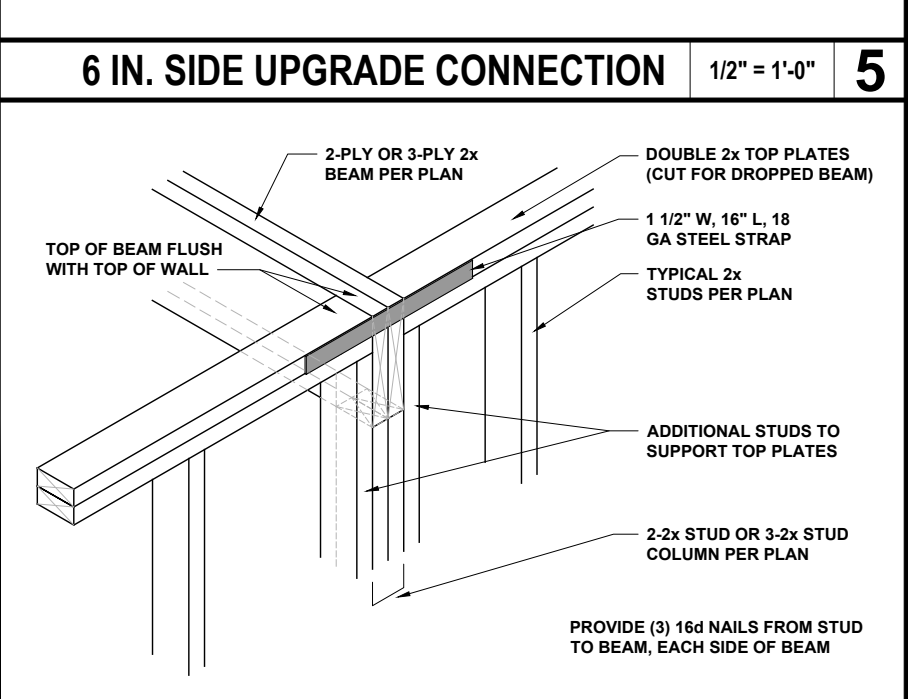 6 IN. SIDE UPGRADE CONNECTION
1/2" = 1'-0"
5
2-PLY OR 3-PLY 2x
BEAM PER PLAN
DOUBLE 2x TOP PLATES
(CUT FOR DROPPED BEAM)
1 1/2" W, 16" L, 18
GA STEEL STRAP
TOP OF BEAM FLUSH
WITH TOP OF WALL
TYPICAL 2x
STUDS PER PLAN
ADDITIONAL STUDS TO
SUPPORT TOP PLATES
2-2x STUD OR 3-2x STUD
COLUMN PER PLAN
PROVIDE (3) 16d NAILS FROM STUD
TO BEAM, EACH SIDE OF BEAM